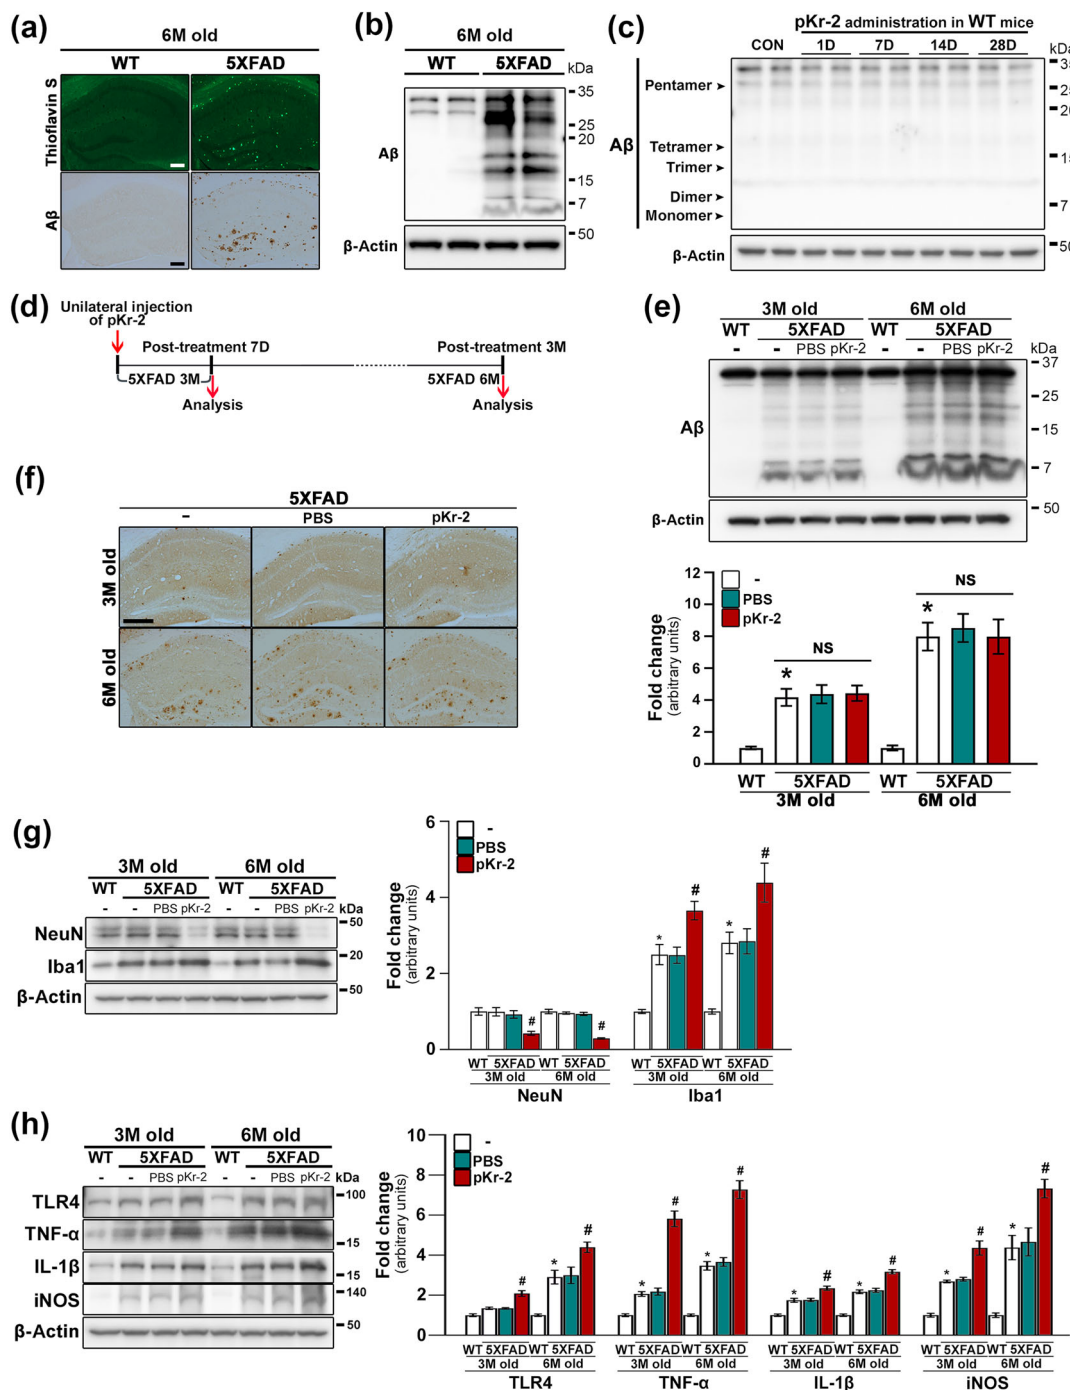 (a)
6M old
WT 5XFAD
Thioflavin S
Aβ
(b)
6M old
WT 5XFAD
kDa
35
25
20
15
7
50
Aβ
β-Actin
(c)
pKr-2 administration in WT mice
CON 1D 7D 14D 28D
kDa
35
25
20
15
7
50
Aβ
Pentamer
Tetramer
Trimer
Dimer
Monomer
β-Actin
(d)
Unilateral injection
of pKr-2
Post-treatment 7D
Post-treatment 3M
5XFAD 3M
5XFAD 6M
Analysis
Analysis
(e)
3M old 6M old
WT 5XFAD WT 5XFAD
- - PBS pKr-2 - - PBS pKr-2
kDa
37
25
15
7
50
Aβ
β-Actin
Fold change
(arbitrary units)
12
10
8
6
4
2
0
-
PBS
pKr-2
* NS
* NS
WT 5XFAD WT 5XFAD
3M old 6M old
(f)
5XFAD
- PBS pKr-2
3M old
6M old
(g)
3M old 6M old
WT 5XFAD WT 5XFAD
- - PBS pKr-2 - - PBS pKr-2 kDa
NeuN
50
Iba1
20
β-Actin
50
Fold change
(arbitrary units)
6
4
2
0
-
PBS
pKr-2
# # * # * #
WT 5XFAD WT 5XFAD WT 5XFAD WT 5XFAD
3M old 6M old 3M old 6M old
NeuN Iba1
(h)
3M old 6M old
WT 5XFAD WT 5XFAD
- - PBS pKr-2 - - PBS pKr-2 kDa
TLR4
100
TNF-α
15
IL-1β
15
iNOS
140
β-Actin
50
Fold change
(arbitrary units)
10
8
6
4
2
0
-
PBS
pKr-2
# * # * # * # * # * # * # * #
WT 5XFAD WT 5XFAD WT 5XFAD WT 5XFAD WT 5XFAD WT 5XFAD WT 5XFAD WT 5XFAD
3M old 6M old 3M old 6M old 3M old 6M old 3M old 6M old
TLR4 TNF-α IL-1β iNOS